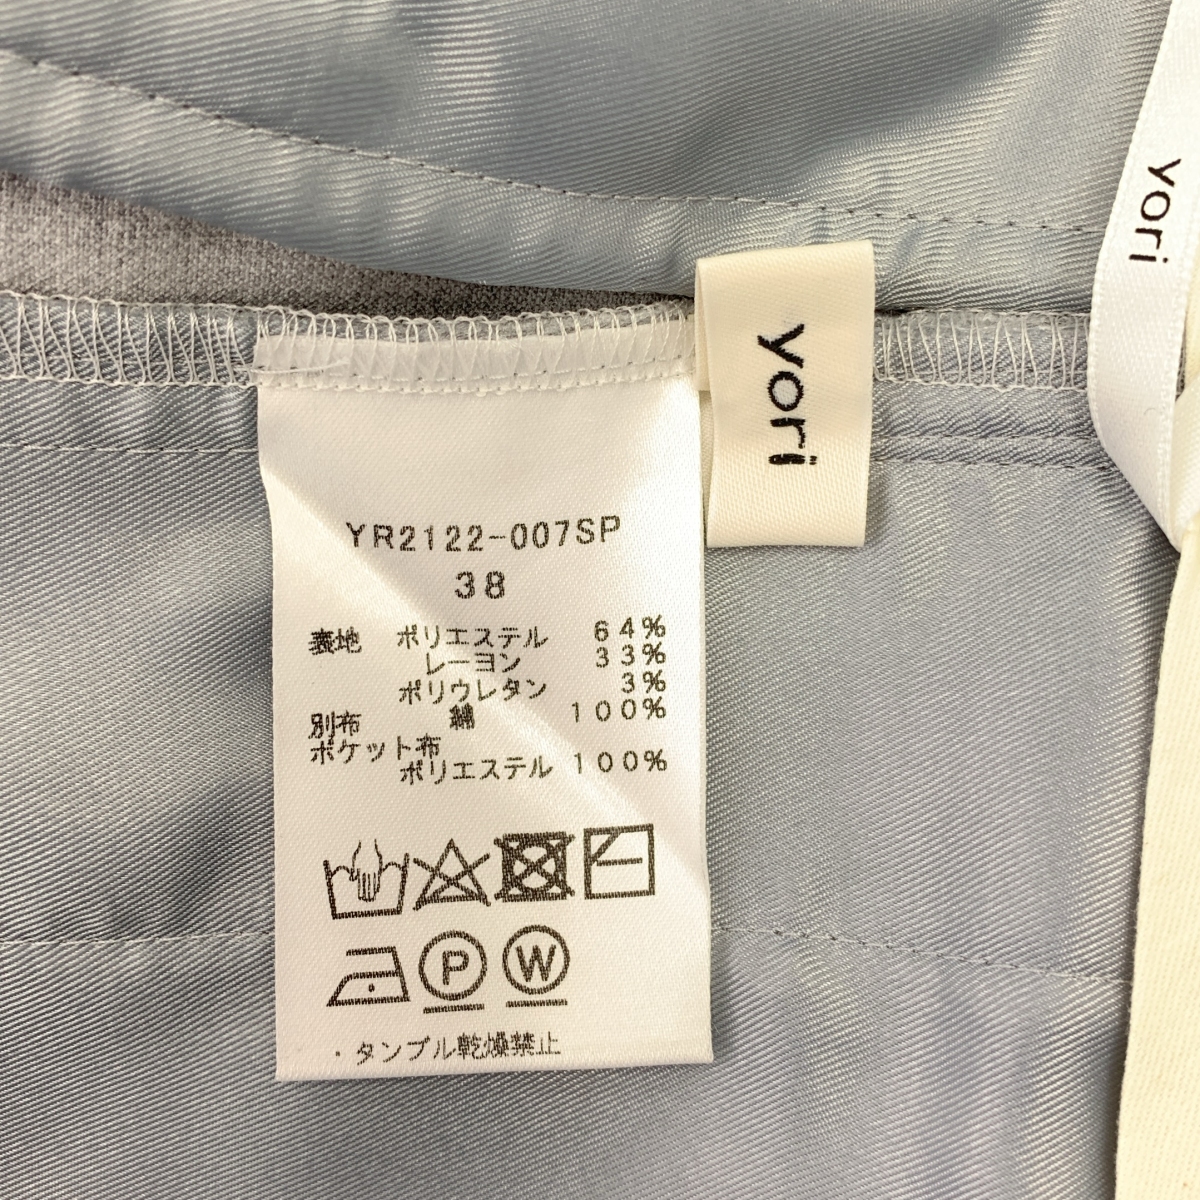 yori
yori
YR2122-007SP
38
表地 ポリエステル 64%
レーヨン 33%
ポリウレタン 3%
別布 綿 100%
ポケット布
ポリエステル 100%
P W
・タンブル乾燥禁止